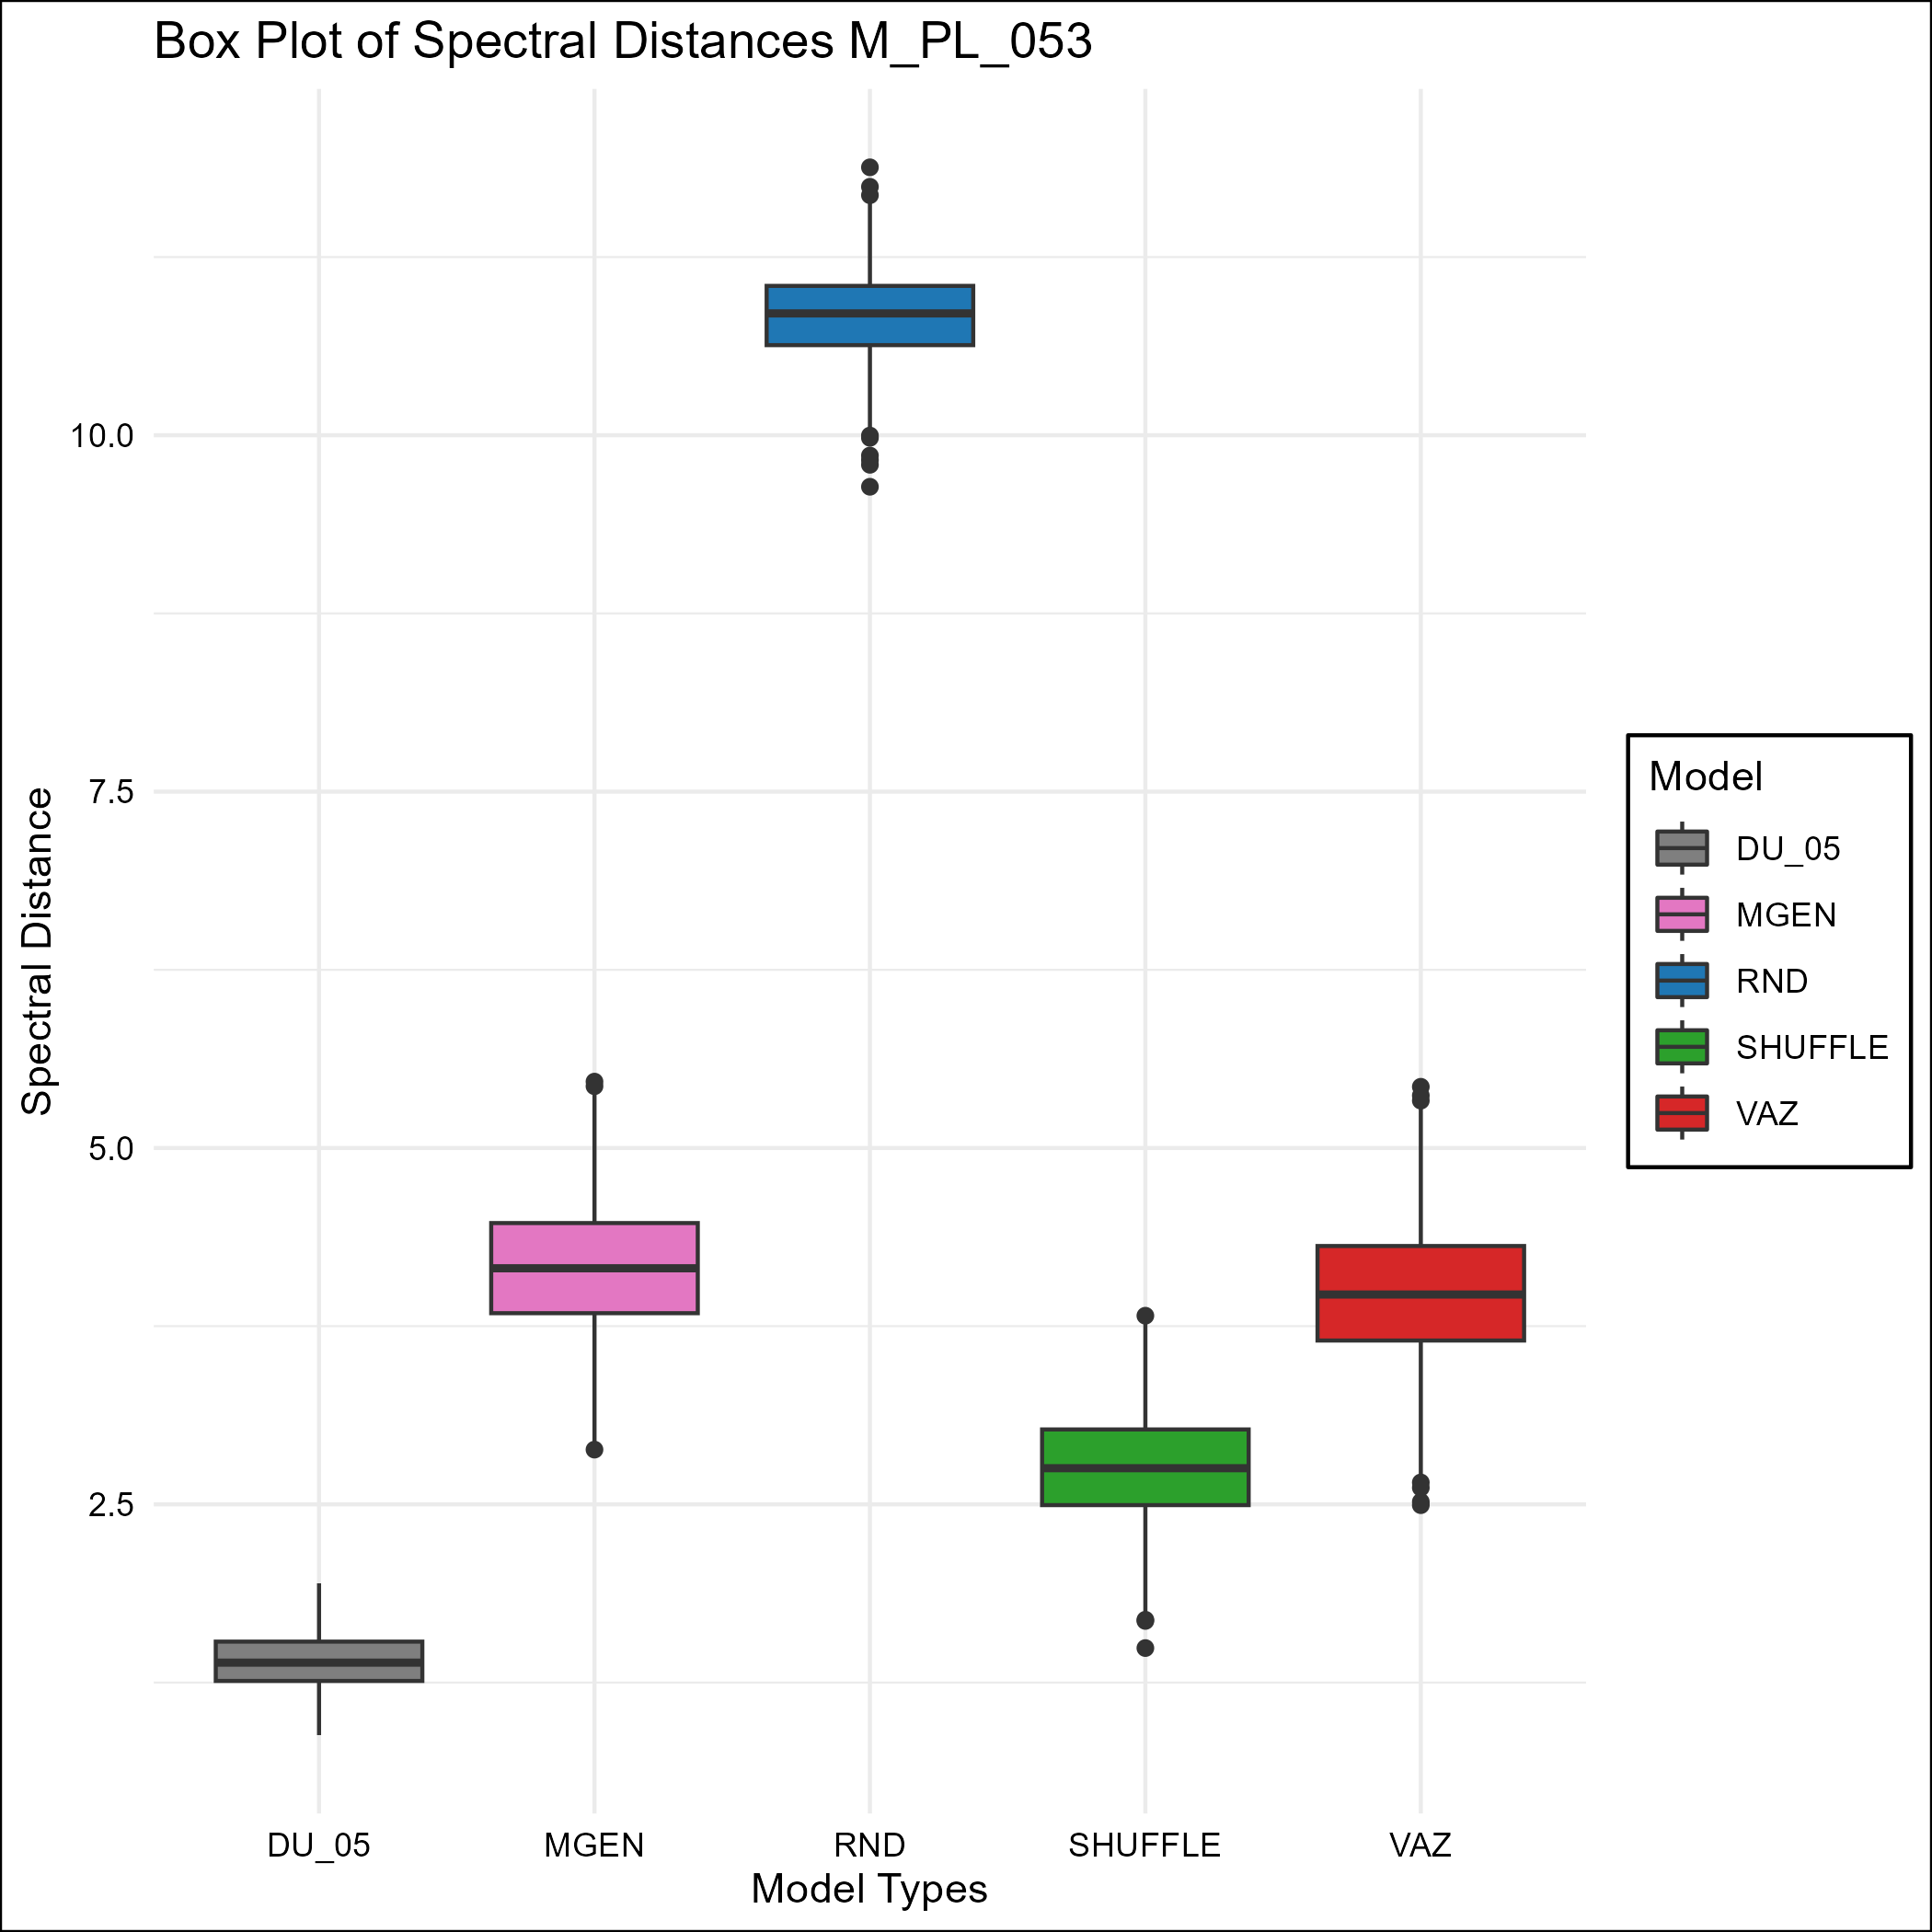 Box Plot of Spectral Distances M_PL_053
10.0
7.5
5.0
2.5
Spectral Distance
DU_05
MGEN
RND
SHUFFLE
VAZ
Model Types
Model
DU_05
MGEN
RND
SHUFFLE
VAZ